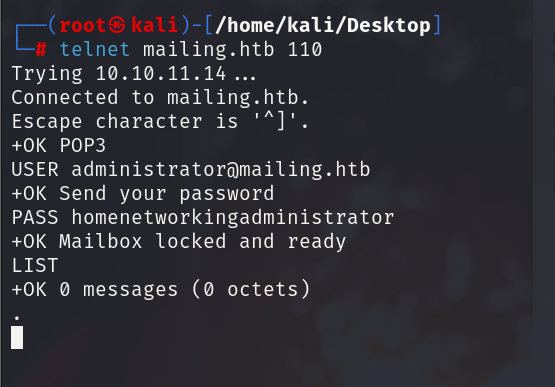 ┌──(root㉿kali)-[/home/kali/Desktop]
└─# telnet mailing.htb 110
Trying 10.10.11.14...
Connected to mailing.htb.
Escape character is '^]'.
+OK POP3
USER administrator@mailing.htb
+OK Send your password
PASS homenetworkingadministrator
+OK Mailbox locked and ready
LIST
+OK 0 messages (0 octets)
.